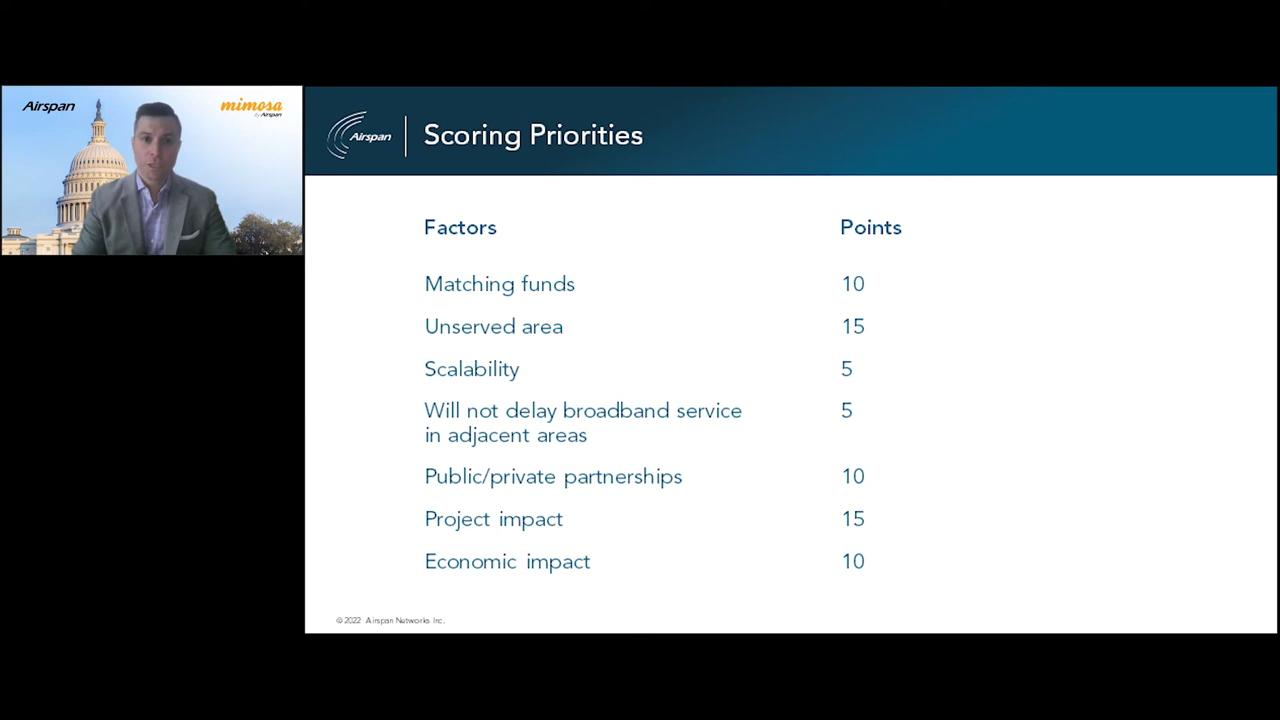 Airspan
mimosa
by Airspan
Airspan
Scoring Priorities
Factors Points
Matching funds 10
Unserved area 15
Scalability 5
Will not delay broadband service 5
in adjacent areas
Public/private partnerships 10
Project impact 15
Economic impact 10
© 2022 Airspan Networks Inc.